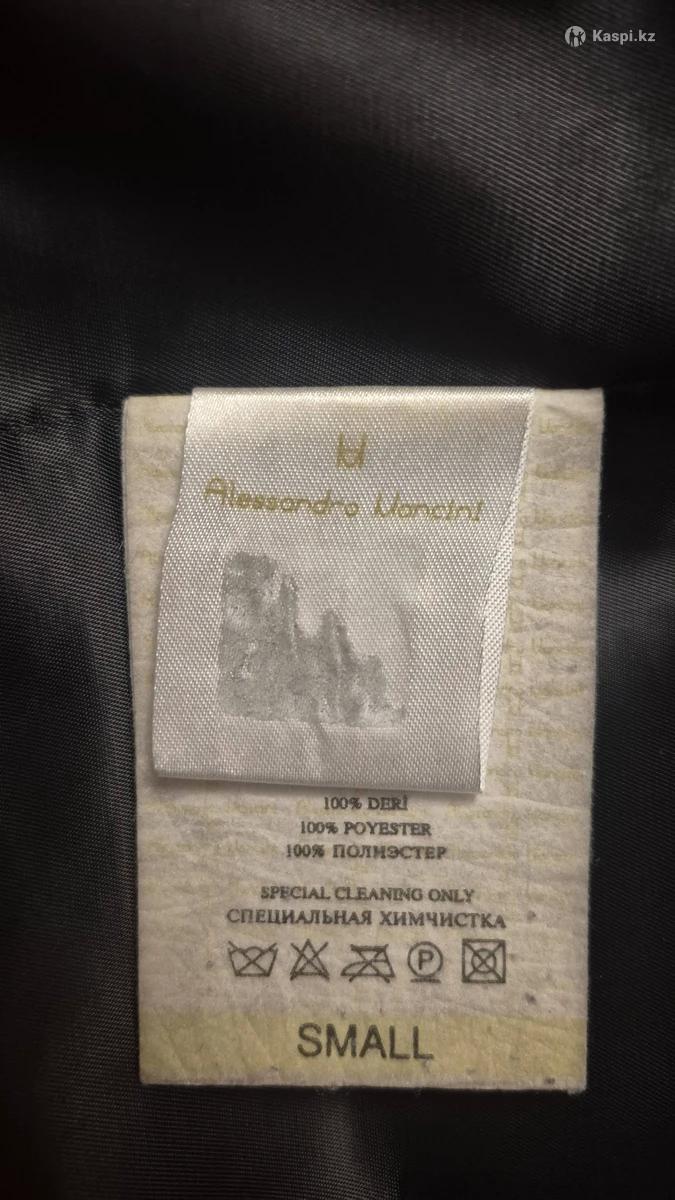 Kaspi.kz
Alessandro Mancini
100% DERİ
100% POYESTER
100% ПОЛИЭСТЕР
SPECIAL CLEANING ONLY
СПЕЦИАЛЬНАЯ ХИМЧИСТКА
P
SMALL